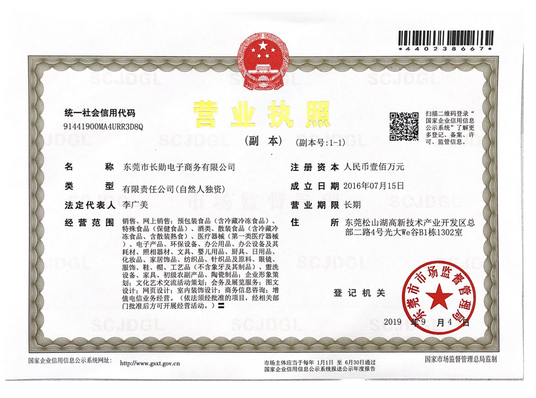 *440238667*
统一社会信用代码
91441900MA4URR3D8Q
营业执照
(副 本)(副本号:1-1)
扫描二维码登录“
国家企业信用信息
公示系统”了解更
多登记、备案、许
可、监管信息。
名称 东莞市长勋电子商务有限公司
类型 有限责任公司(自然人独资)
法定代表人 李广美
经营范围 销售、网上销售:预包装食品(含冷藏冷冻食品)、
特殊食品(保健食品)、酒类、散装食品(含冷藏冷
冻食品、含散装熟食)、医疗器械(第一类医疗器械)
、电子产品、环保设备、办公用品、办公设备及其
耗材、照相器材、文具、婴儿用品、厨具、日用品、
化妆品、家居饰品、纺织品、针织品及原料、眼镜、
服饰、鞋、帽、工艺品(不含象牙及其制品)、盥洗
设备、家具、初级农副产品、陶瓷制品;企业形象策
划;文化艺术交流活动策划;会务及展览服务;图文
设计;网页设计;室内装饰设计;商务信息咨询;增
值电信业务经营。(依法须经批准的项目,经相关部
门批准后方可开展经营活动。)
注册资本 人民币壹佰万元
成立日期 2016年07月15日
营业期限 长期
住所 东莞松山湖高新技术产业开发区总
部二路4号光大We谷B1栋1302室
登记机关
东莞市市场监督管理局
2019 年 9 月 4 日
国家企业信用信息公示系统网址: http://www.gsxt.gov.cn
市场主体应当于每年 1月1日 至 6月30日通过
国家企业信用信息公示系统报送公示年度报告
国家市场监督管理总局监制